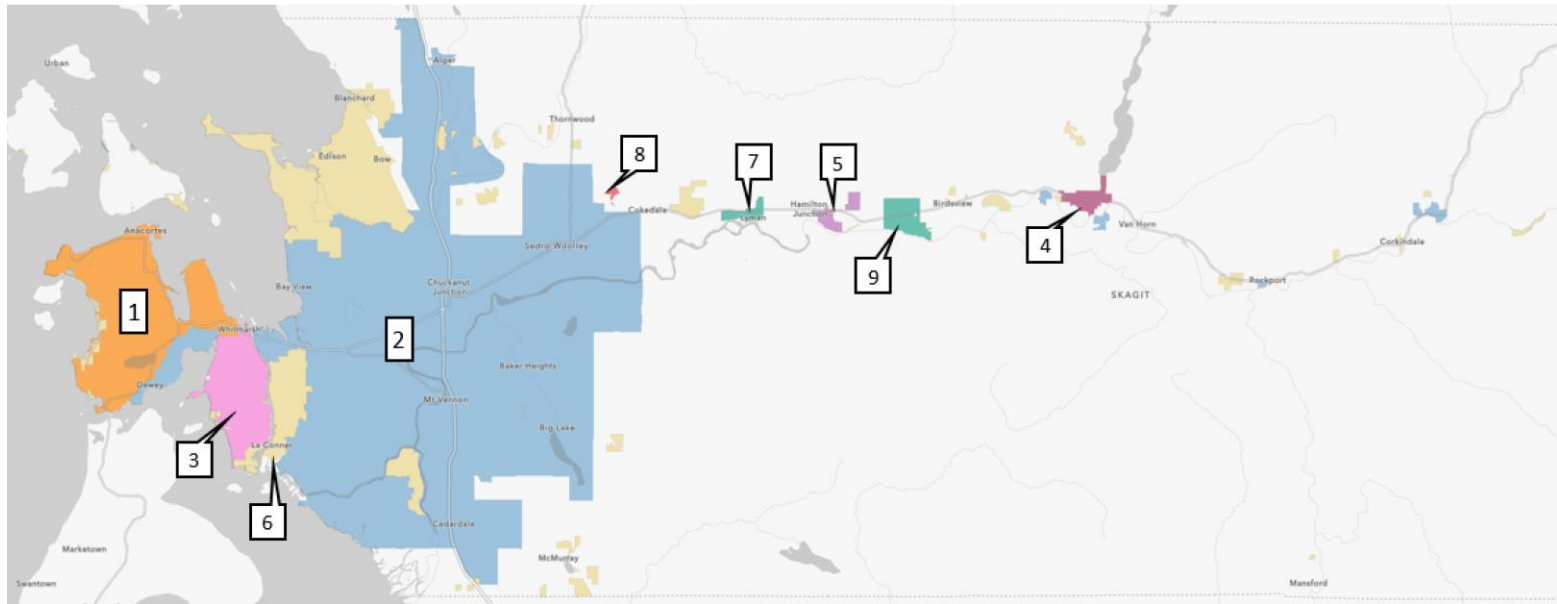 Urban
Alger
Blanchard
Thornwood
Edison
Bow
8
7
5
Cokedale
Lyman
Hamilton
Junction
Birdsview
Van Horn
4
Anacortes
Sedro-Woolley
Corkindale
9
Bay View
Chuckanut
Junction
Rockport
SKAGIT
1
Whitmarsh
2
Baker Heights
Dewey
Mt Vernon
Big Lake
La Conner
3
6
Cedardale
Marketown
McMurray
Swantown
Mansford